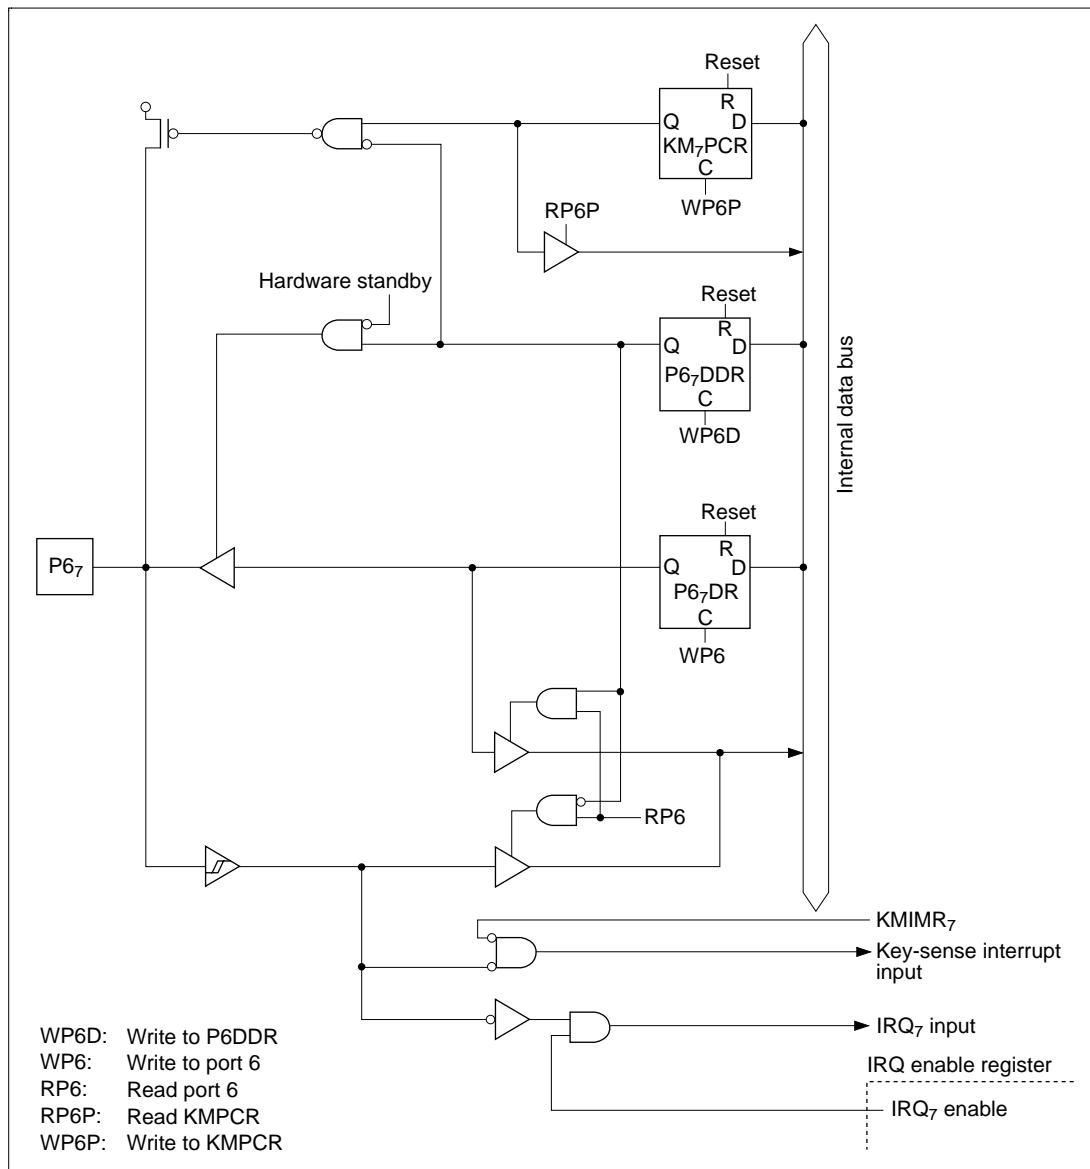 Reset
R
Q D
KM₇PCR
C
WP6P
RP6P
Hardware standby
Reset
R
Q D
P6₇DDR
C
WP6D
Internal data bus
Reset
R
P6₇
Q D
P6₇DR
C
WP6
RP6
KMIMR₇
Key-sense interrupt
input
IRQ₇ input
IRQ enable register
IRQ₇ enable
WP6D: Write to P6DDR
WP6: Write to port 6
RP6: Read port 6
RP6P: Read KMPCR
WP6P: Write to KMPCR